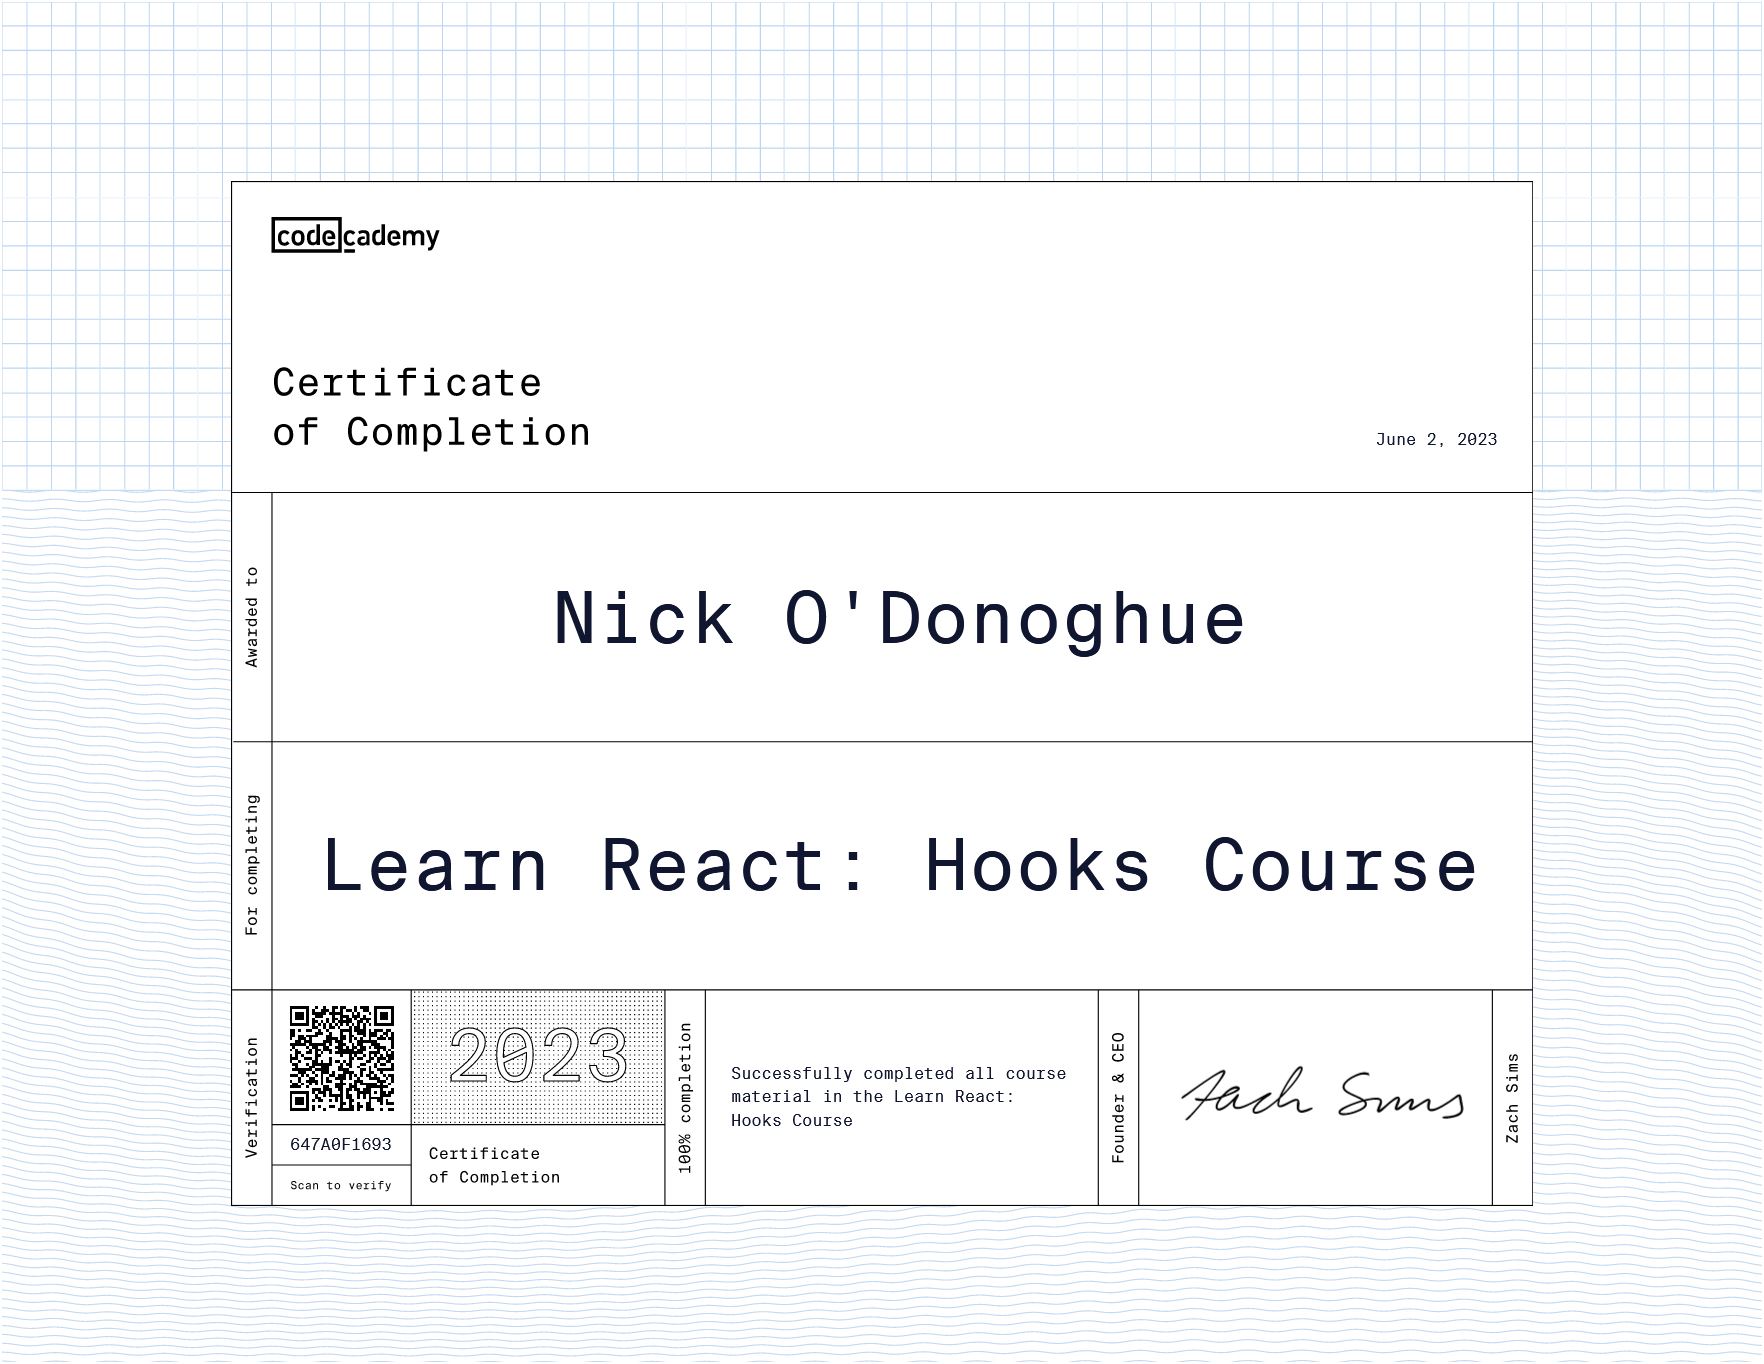 codecademy
Certificate
of Completion
June 2, 2023
Awarded to
Nick O'Donoghue
For completing
Learn React: Hooks Course
Verification
647A0F1693
Scan to verify
2023
Certificate
of Completion
100% completion
Successfully completed all course
material in the Learn React:
Hooks Course
Founder & CEO
Zach Sims
Zach Sims